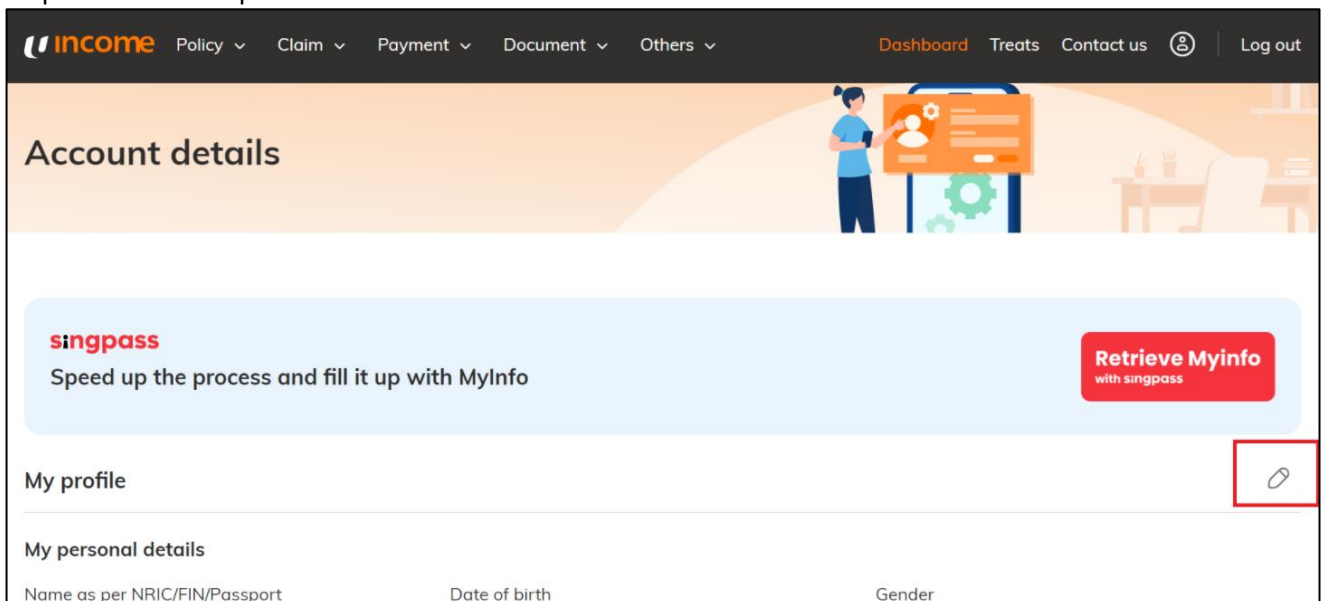 income Policy Claim Payment Document Others Dashboard Treats Contact us Log out
Account details
singpass
Speed up the process and fill it up with MyInfo
Retrieve Myinfo
with singpass
My profile
My personal details
Name as per NRIC/FIN/Passport Date of birth Gender